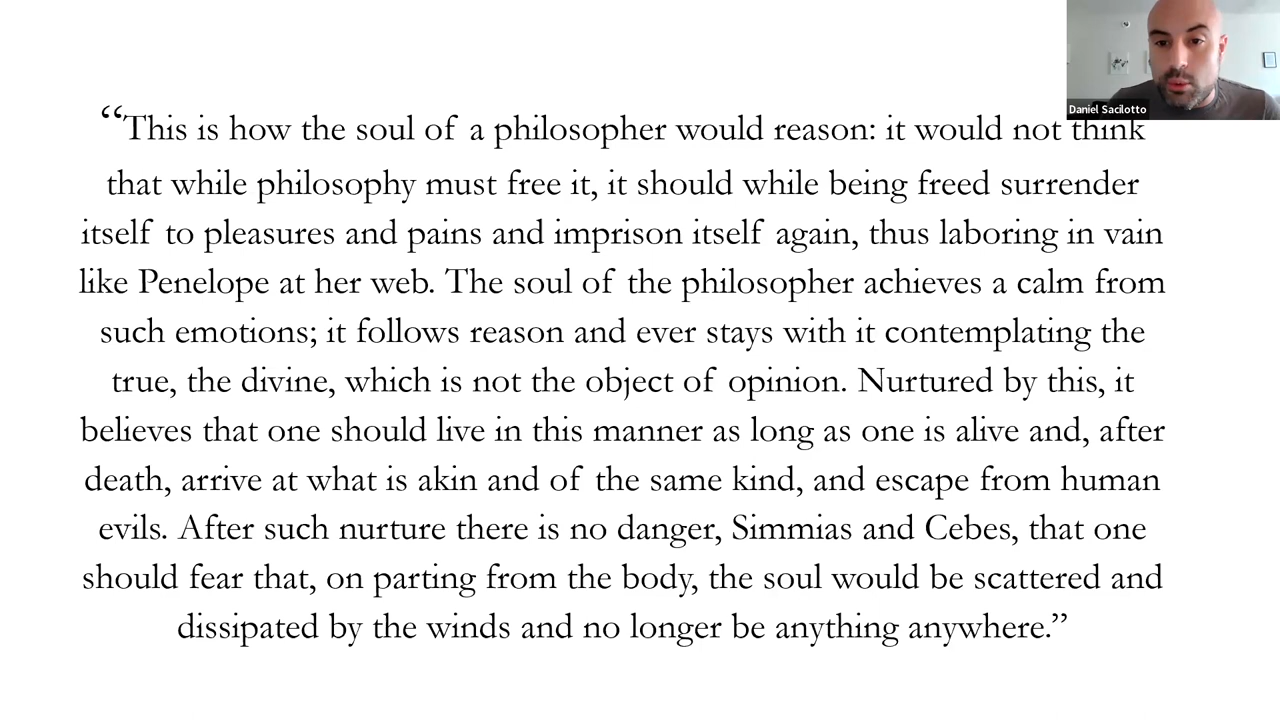 Daniel Sacilotto
“This is how the soul of a philosopher would reason: it would not think
that while philosophy must free it, it should while being freed surrender
itself to pleasures and pains and imprison itself again, thus laboring in vain
like Penelope at her web. The soul of the philosopher achieves a calm from
such emotions; it follows reason and ever stays with it contemplating the
true, the divine, which is not the object of opinion. Nurtured by this, it
believes that one should live in this manner as long as one is alive and, after
death, arrive at what is akin and of the same kind, and escape from human
evils. After such nurture there is no danger, Simmias and Cebes, that one
should fear that, on parting from the body, the soul would be scattered and
dissipated by the winds and no longer be anything anywhere.”